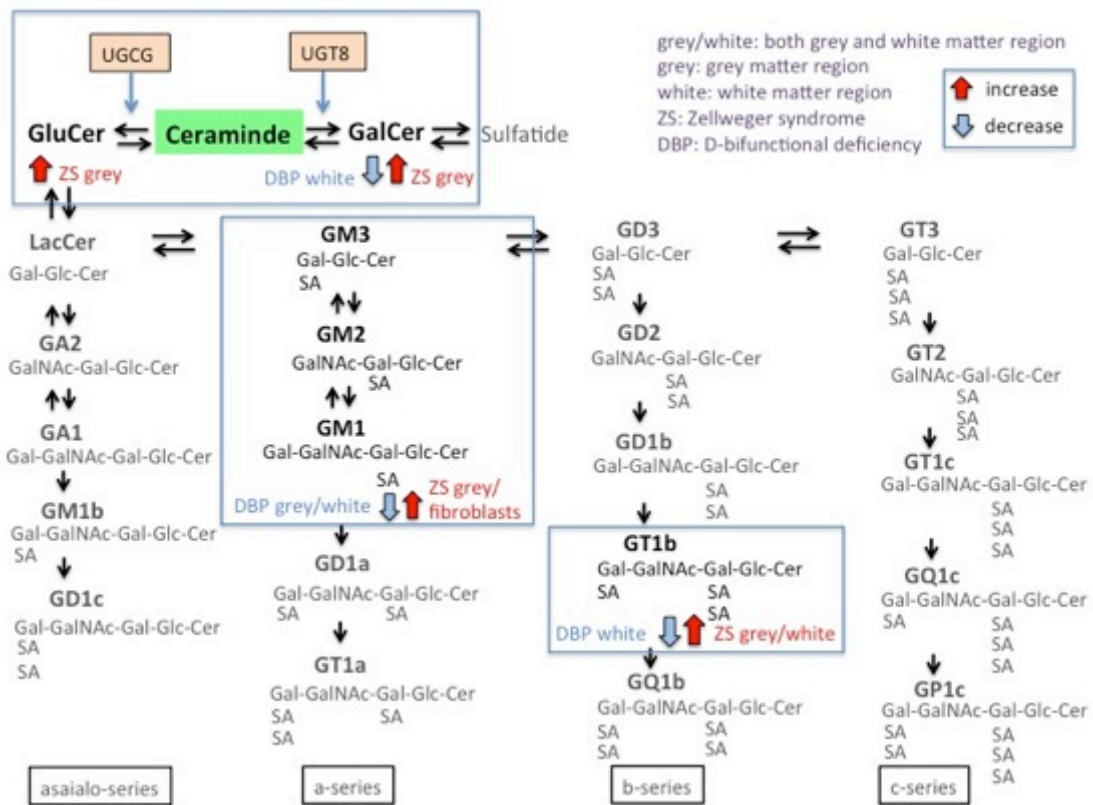 UGCG
UGT8
GluCer
Ceraminde
GalCer
Sulfatide
ZS grey
DBP white
ZS grey
grey/white: both grey and white matter region
grey: grey matter region
white: white matter region
ZS: Zellweger syndrome
DBP: D-bifunctional deficiency
increase
decrease
LacCer
Gal-Glc-Cer
GA2
GalNAc-Gal-Glc-Cer
GA1
Gal-GalNAc-Gal-Glc-Cer
GM1b
Gal-GalNAc-Gal-Glc-Cer
SA
GD1c
Gal-GalNAc-Gal-Glc-Cer
SA
SA
asaialo-series
GM3
Gal-Glc-Cer
SA
GM2
GalNAc-Gal-Glc-Cer
SA
GM1
Gal-GalNAc-Gal-Glc-Cer
SA
DBP grey/white
ZS grey/
fibroblasts
GD1a
Gal-GalNAc-Gal-Glc-Cer
SA SA
GT1a
Gal-GalNAc-Gal-Glc-Cer
SA SA
SA
a-series
GD3
Gal-Glc-Cer
SA
SA
GD2
GalNAc-Gal-Glc-Cer
SA
SA
GD1b
Gal-GalNAc-Gal-Glc-Cer
SA
SA
GT1b
Gal-GalNAc-Gal-Glc-Cer
SA SA
SA
DBP white
ZS grey/white
GQ1b
Gal-GalNAc-Gal-Glc-Cer
SA SA
SA SA
b-series
GT3
Gal-Glc-Cer
SA
SA
SA
GT2
GalNAc-Gal-Glc-Cer
SA
SA
SA
GT1c
Gal-GalNAc-Gal-Glc-Cer
SA
SA
SA
GQ1c
Gal-GalNAc-Gal-Glc-Cer
SA SA
SA
SA
GP1c
Gal-GalNAc-Gal-Glc-Cer
SA SA
SA SA
SA
c-series